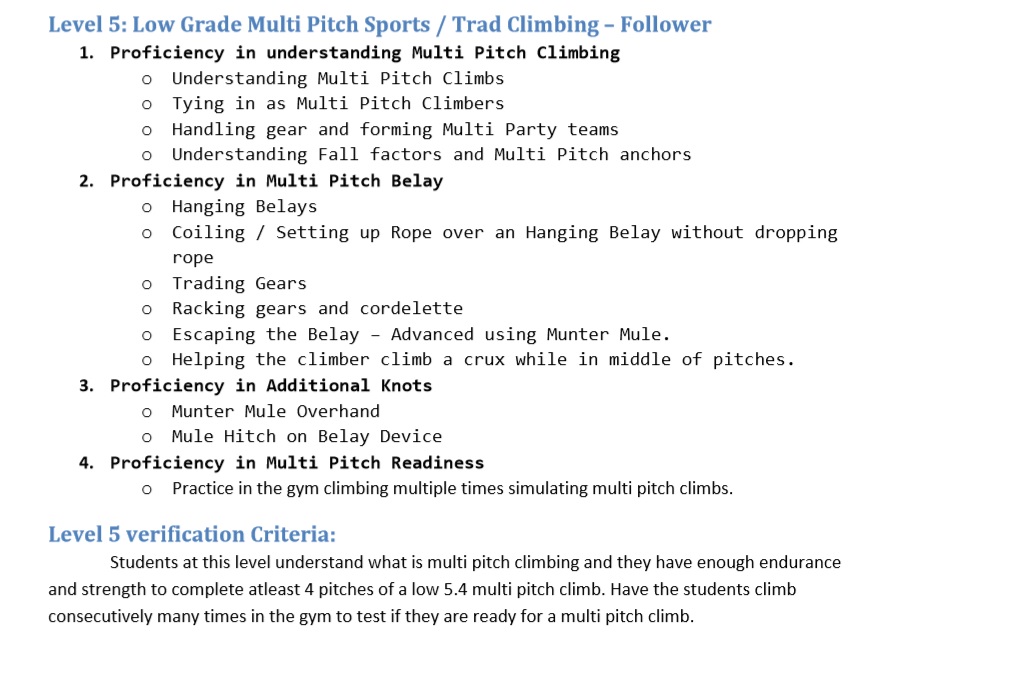 Level 5: Low Grade Multi Pitch Sports / Trad Climbing – Follower
1. Proficiency in understanding Multi Pitch Climbing
o Understanding Multi Pitch Climbs
o Tying in as Multi Pitch Climbers
o Handling gear and forming Multi Party teams
o Understanding Fall factors and Multi Pitch anchors
2. Proficiency in Multi Pitch Belay
o Hanging Belays
o Coiling / Setting up Rope over an Hanging Belay without dropping
rope
o Trading Gears
o Racking gears and cordelette
o Escaping the Belay – Advanced using Munter Mule.
o Helping the climber climb a crux while in middle of pitches.
3. Proficiency in Additional Knots
o Munter Mule Overhand
o Mule Hitch on Belay Device
4. Proficiency in Multi Pitch Readiness
o Practice in the gym climbing multiple times simulating multi pitch climbs.
Level 5 verification Criteria:
Students at this level understand what is multi pitch climbing and they have enough endurance
and strength to complete atleast 4 pitches of a low 5.4 multi pitch climb. Have the students climb
consecutively many times in the gym to test if they are ready for a multi pitch climb.